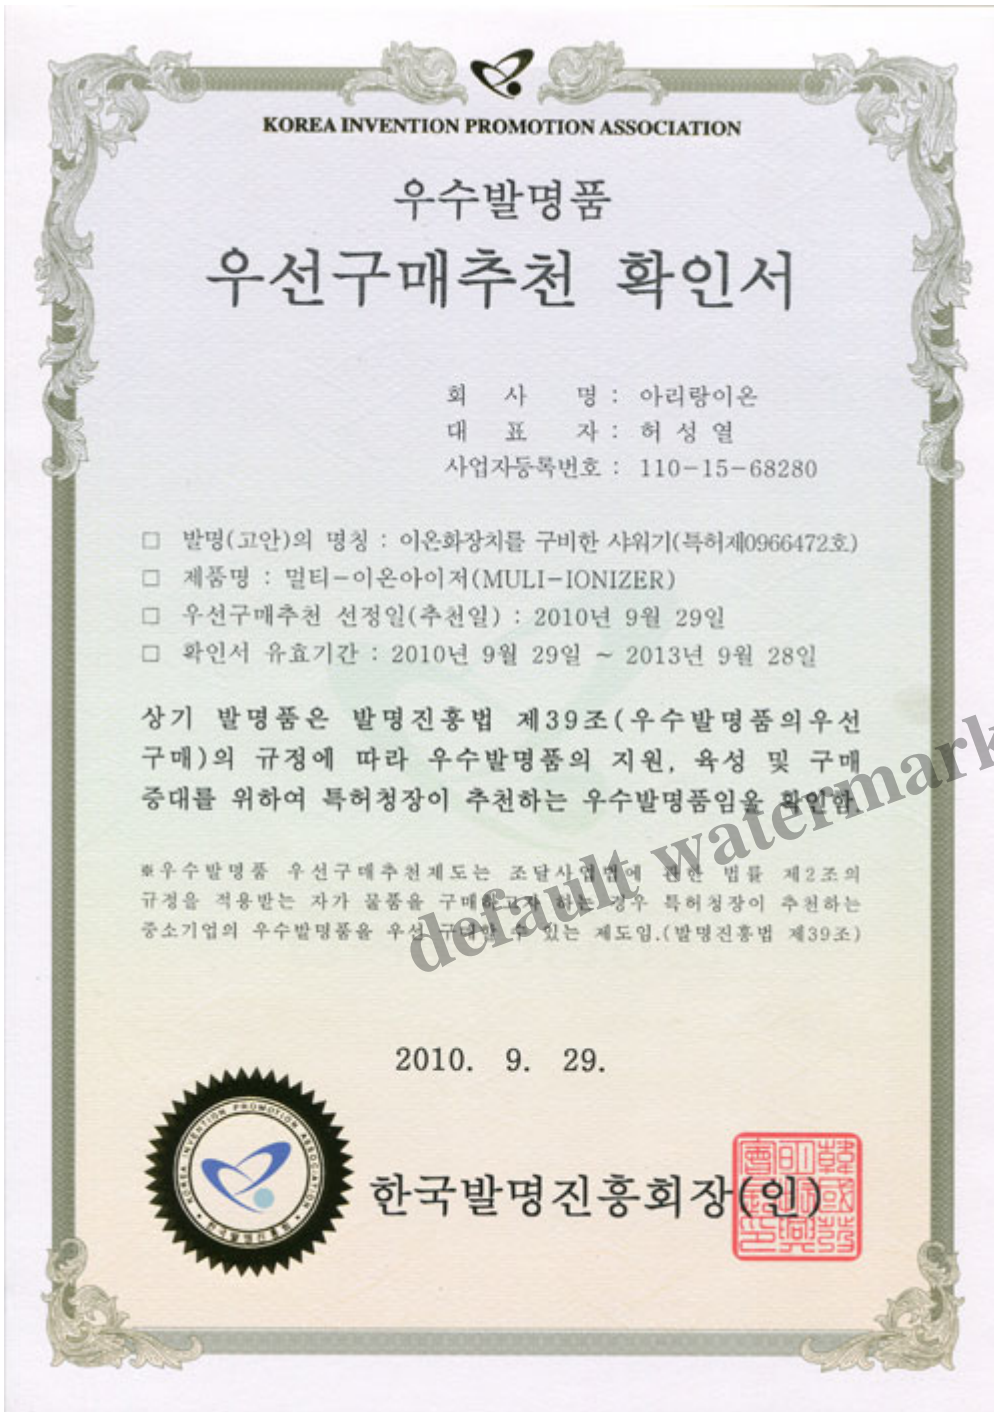 KOREA INVENTION PROMOTION ASSOCIATION
우수발명품
우선구매추천 확인서
회 사 명 : 아리랑이온
대 표 자 : 허 성 열
사업자등록번호 : 110-15-68280
□ 발명(고안)의 명칭 : 이온화장치를 구비한 샤워기(특허제0966472호)
□ 제품명 : 멀티-이온아이저(MULI-IONIZER)
□ 우선구매추천 선정일(추천일) : 2010년 9월 29일
□ 확인서 유효기간 : 2010년 9월 29일 ~ 2013년 9월 28일
상기 발명품은 발명진흥법 제39조(우수발명품의우선
구매)의 규정에 따라 우수발명품의 지원, 육성 및 구매
증대를 위하여 특허청장이 추천하는 우수발명품임을 확인함.
※우수발명품 우선구매추천제도는 조달사업법에 관한 법률 제2조의
규정을 적용받는 자가 물품을 구매하고자 하는 경우 특허청장이 추천하는
중소기업의 우수발명품을 우선 구매할 수 있는 제도임.(발명진흥법 제39조)
default watermark
2010. 9. 29.
KOREA INVENTION PROMOTION ASSOCIATION
한국발명진흥회
한국발명진흥회장(인)